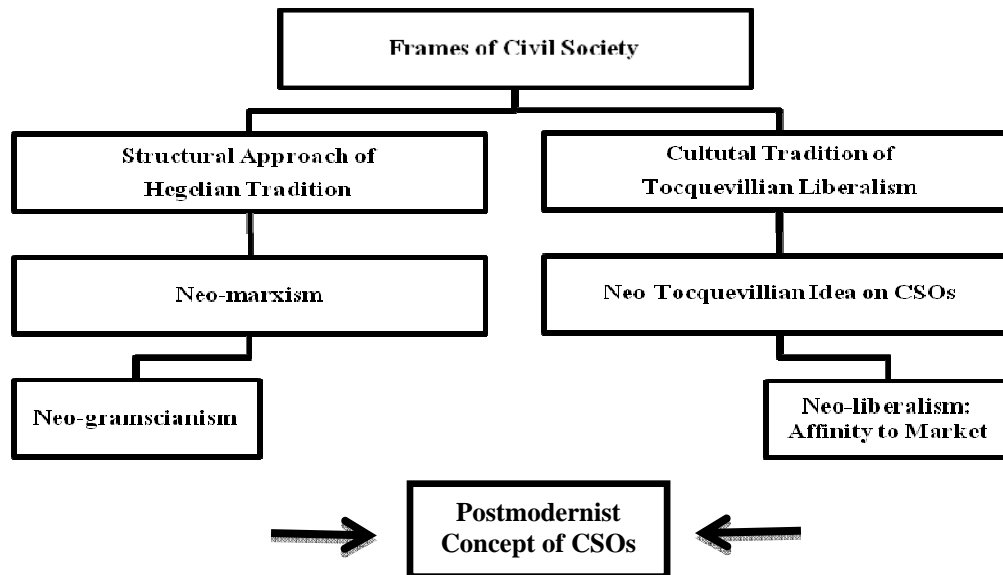 Frames of Civil Society
Structural Approach of
Hegelian Tradition
Cultutal Tradition of
Tocquevillian Liberalism
Neo-marxism
Neo Tocquevillian Idea on CSOs
Neo-gramscianism
Neo-liberalism:
Affinity to Market
Postmodernist
Concept of CSOs